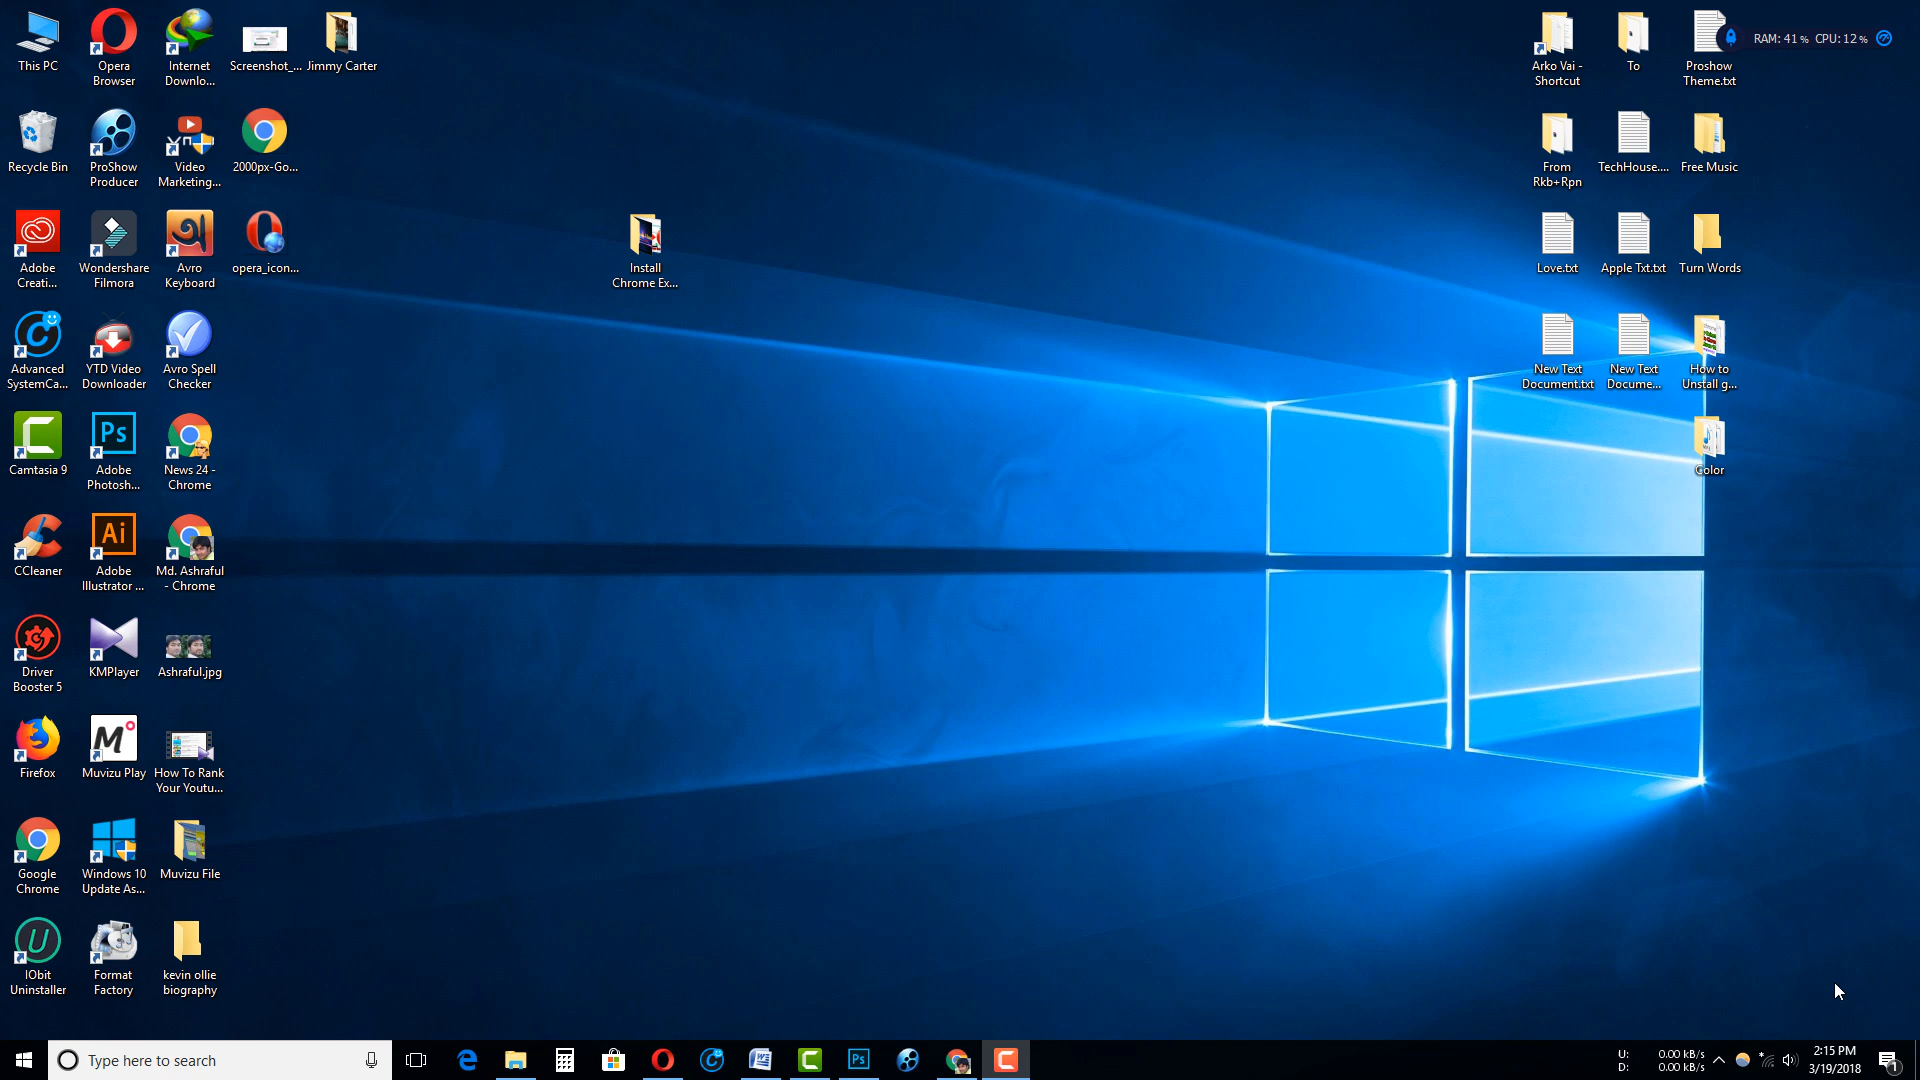 This PC
Opera
Browser
Internet
Downlo...
Screenshot_...
Jimmy Carter
Arko Vai -
Shortcut
To
Proshow
Theme.txt
RAM: 41% CPU: 12%
Recycle Bin
ProShow
Producer
Video
Marketing...
2000px-Go...
From
Rkb+Rpn
TechHouse....
Free Music
Adobe
Creati...
Wondershare
Filmora
Avro
Keyboard
opera_icon...
Install
Chrome Ex...
Love.txt
Apple Txt.txt
Turn Words
Advanced
SystemCa...
YTD Video
Downloader
Avro Spell
Checker
New Text
Document.txt
New Text
Docume...
How to
Unstall g...
Camtasia 9
Ps
Adobe
Photosh...
News 24 -
Chrome
Color
CCleaner
Ai
Adobe
Illustrator ...
Md. Ashraful
- Chrome
Driver
Booster 5
KMPlayer
Ashraful.jpg
Firefox
Muvizu Play
How To Rank
Your Youtu...
Google
Chrome
Windows 10
Update As...
Muvizu File
IObit
Uninstaller
Format
Factory
kevin ollie
biography
Type here to search
Ps
U: 0.00 kB/s
D: 0.00 kB/s
2:15 PM
3/19/2018
1